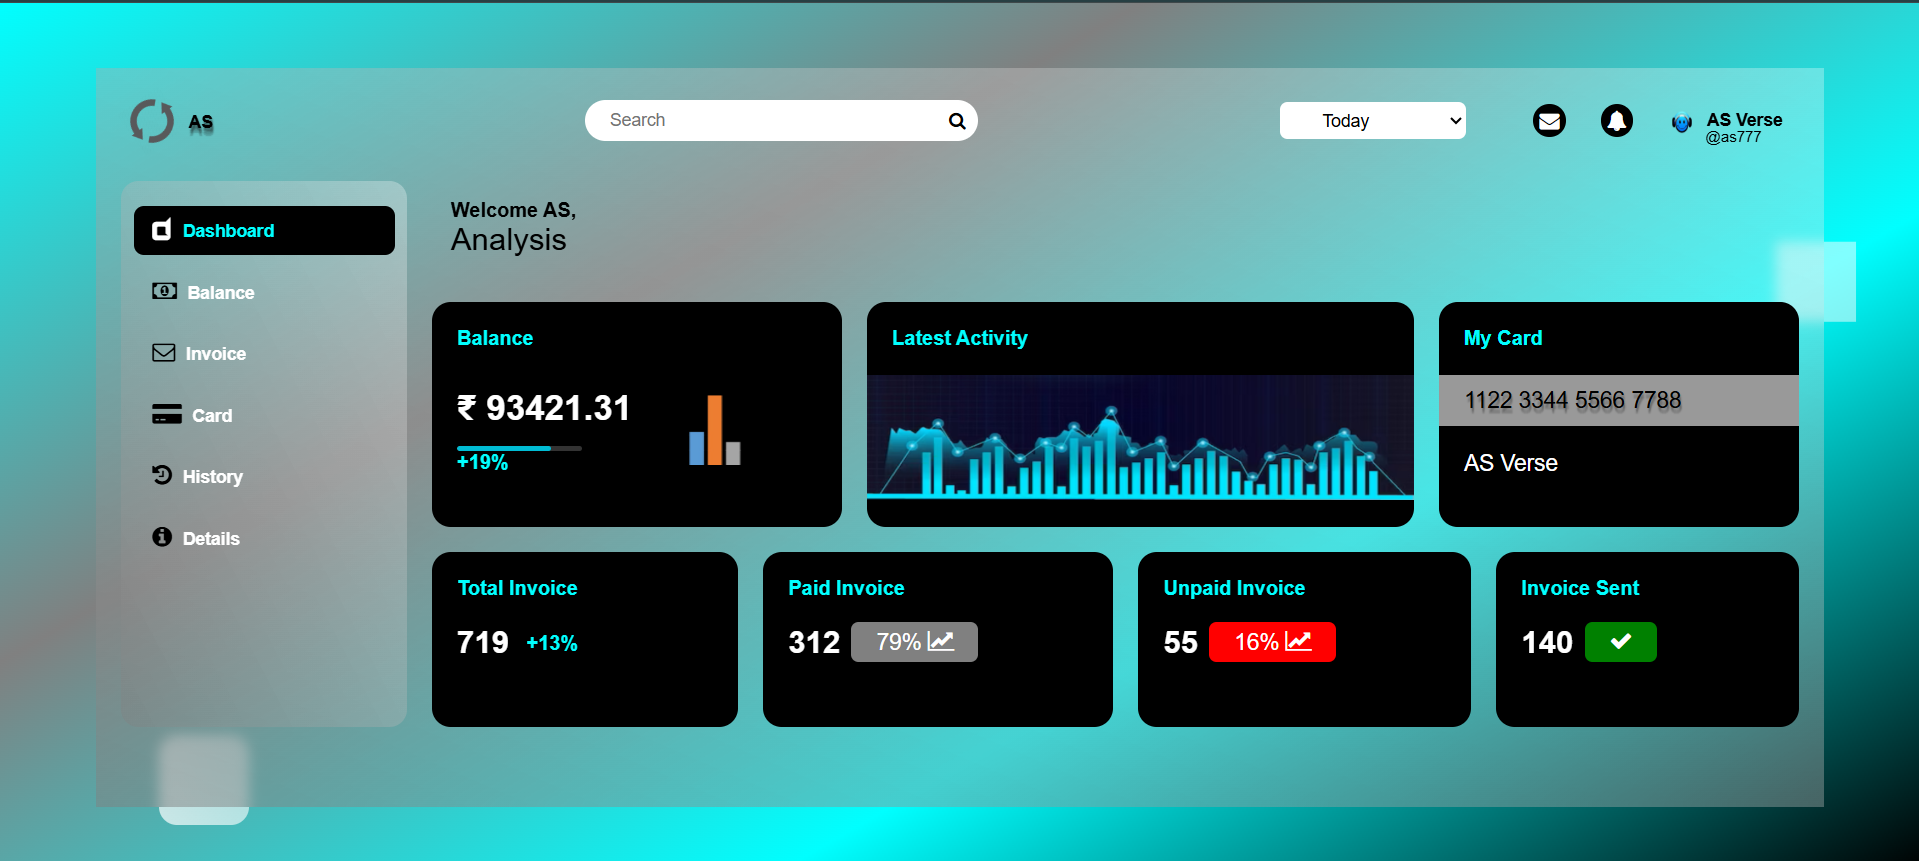 AS
Search
Today
AS Verse
@as777
Dashboard
Balance
Invoice
Card
History
Details
Welcome AS,
Analysis
Balance
₹ 93421.31
+19%
Latest Activity
My Card
1122 3344 5566 7788
AS Verse
Total Invoice
719 +13%
Paid Invoice
312 79%
Unpaid Invoice
55 16%
Invoice Sent
140